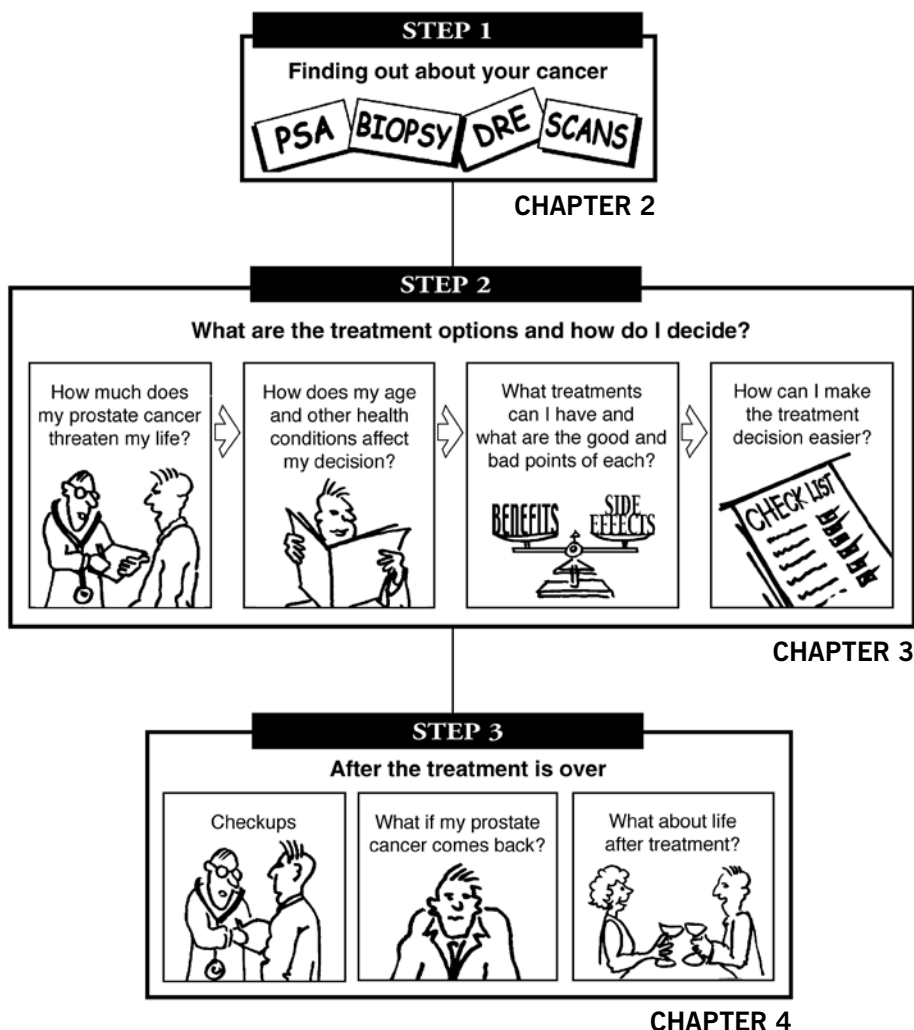 STEP 1
Finding out about your cancer
PSA BIOPSY DRE SCANS
CHAPTER 2
STEP 2
What are the treatment options and how do I decide?
How much does
my prostate cancer
threaten my life?
How does my age
and other health
conditions affect
my decision?
What treatments
can I have and
what are the good and
bad points of each?
BENEFITS
SIDE
EFFECTS
How can I make
the treatment
decision easier?
CHECK LIST
CHAPTER 3
STEP 3
After the treatment is over
Checkups
What if my prostate
cancer comes back?
What about life
after treatment?
CHAPTER 4